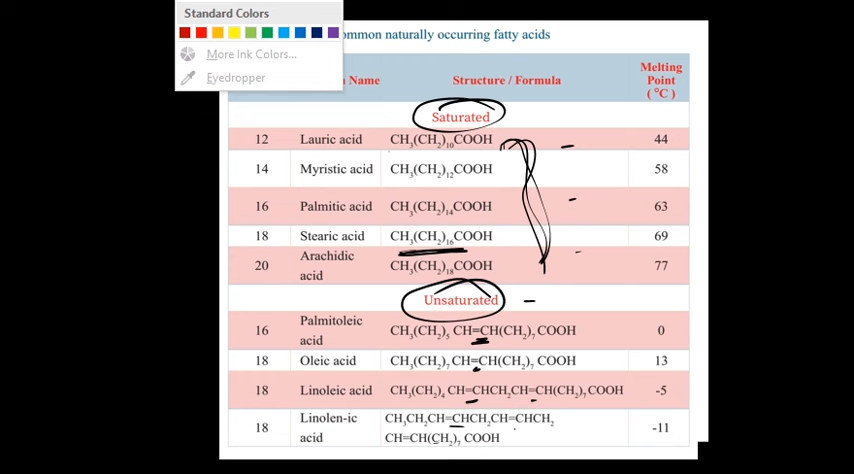 Standard Colors
More Ink Colors...
Eyedropper
ommon naturally occurring fatty acids
Name Structure / Formula Melting
Point
(°C)
Saturated
12 Lauric acid CH₃(CH₂)₁₀COOH 44
14 Myristic acid CH₃(CH₂)₁₂COOH 58
16 Palmitic acid CH₃(CH₂)₁₄COOH 63
18 Stearic acid CH₃(CH₂)₁₆COOH 69
20 Arachidic
acid CH₃(CH₂)₁₈COOH 77
Unsaturated
16 Palmitoleic
acid CH₃(CH₂)₅ CH=CH(CH₂)₇ COOH 0
18 Oleic acid CH₃(CH₂)₇ CH=CH(CH₂)₇ COOH 13
18 Linoleic acid CH₃(CH₂)₄ CH=CHCH₂CH=CH(CH₂)₇COOH -5
18 Linolen-ic
acid CH₃CH₂CH=CHCH₂CH=CHCH₂
CH=CH(CH₂)₇ COOH -11